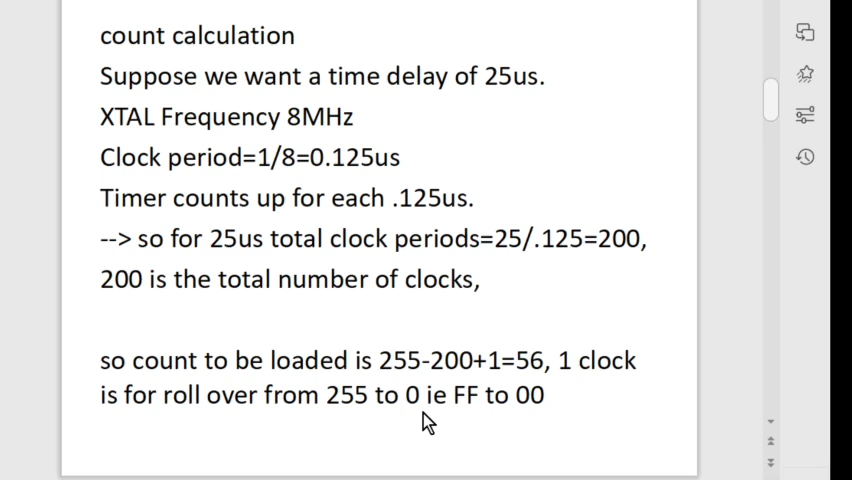 count calculation
Suppose we want a time delay of 25us.
XTAL Frequency 8MHz
Clock period=1/8=0.125us
Timer counts up for each .125us.
--> so for 25us total clock periods=25/.125=200,
200 is the total number of clocks,
so count to be loaded is 255-200+1=56, 1 clock
is for roll over from 255 to 0 ie FF to 00